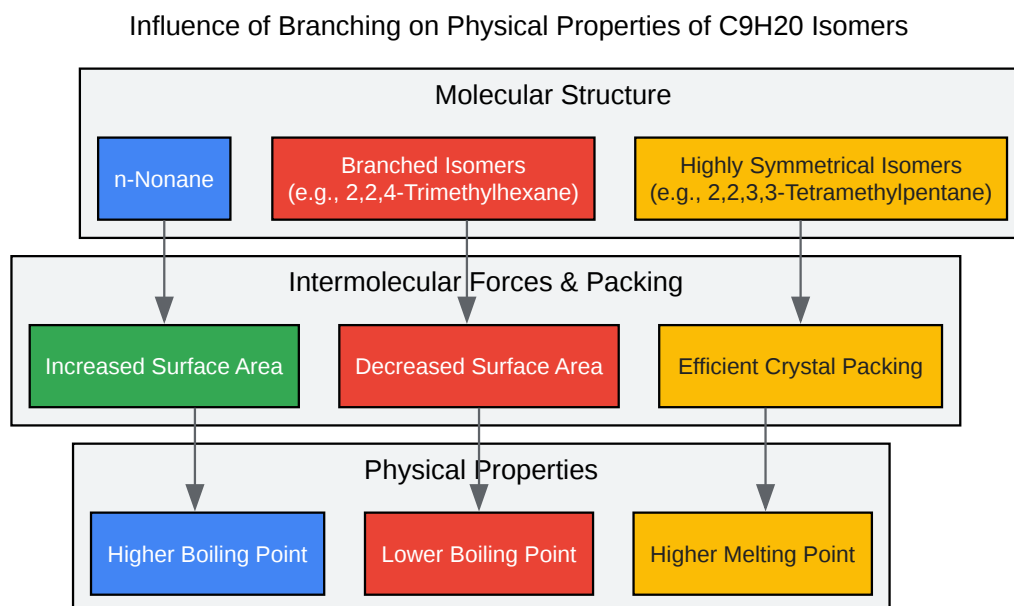 Influence of Branching on Physical Properties of C9H20 Isomers
Molecular Structure
n-Nonane
Branched Isomers
(e.g., 2,2,4-Trimethylhexane)
Highly Symmetrical Isomers
(e.g., 2,2,3,3-Tetramethylpentane)
Intermolecular Forces & Packing
Increased Surface Area
Decreased Surface Area
Efficient Crystal Packing
Physical Properties
Higher Boiling Point
Lower Boiling Point
Higher Melting Point